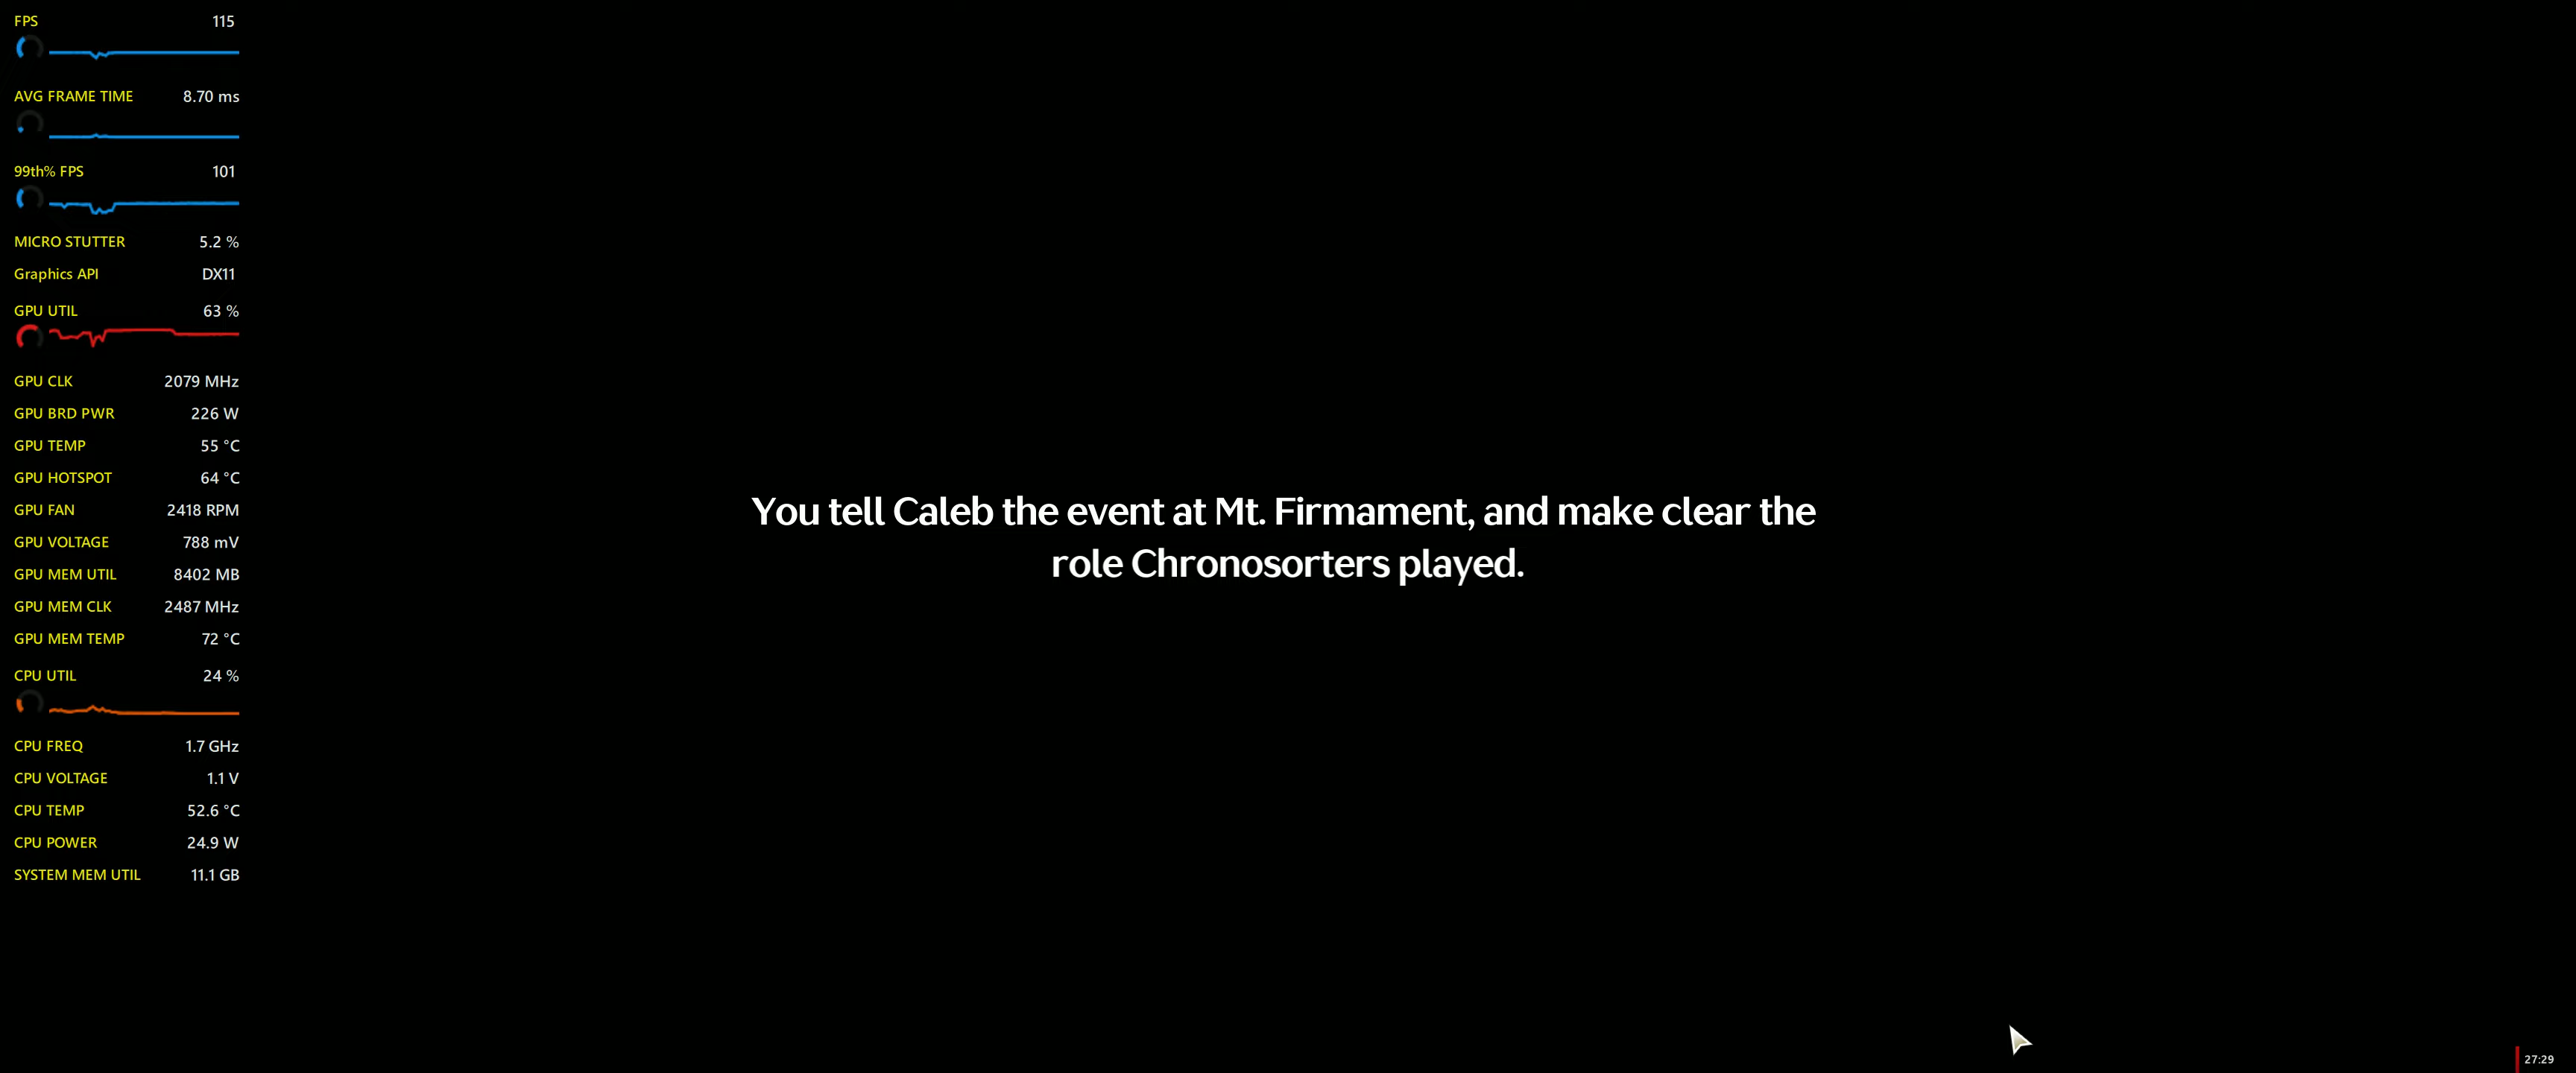 FPS 115
AVG FRAME TIME 8.70 ms
99th% FPS 101
MICRO STUTTER 5.2 %
Graphics API DX11
GPU UTIL 63 %
GPU CLK 2079 MHz
GPU BRD PWR 226 W
GPU TEMP 55 °C
GPU HOTSPOT 64 °C
You tell Caleb the event at Mt. Firmament, and make clear the
role Chronosorters played.
GPU FAN 2418 RPM
GPU VOLTAGE 788 mV
GPU MEM UTIL 8402 MB
GPU MEM CLK 2487 MHz
GPU MEM TEMP 72 °C
CPU UTIL 24 %
CPU FREQ 1.7 GHz
CPU VOLTAGE 1.1 V
CPU TEMP 52.6 °C
CPU POWER 24.9 W
SYSTEM MEM UTIL 11.1 GB
27:29